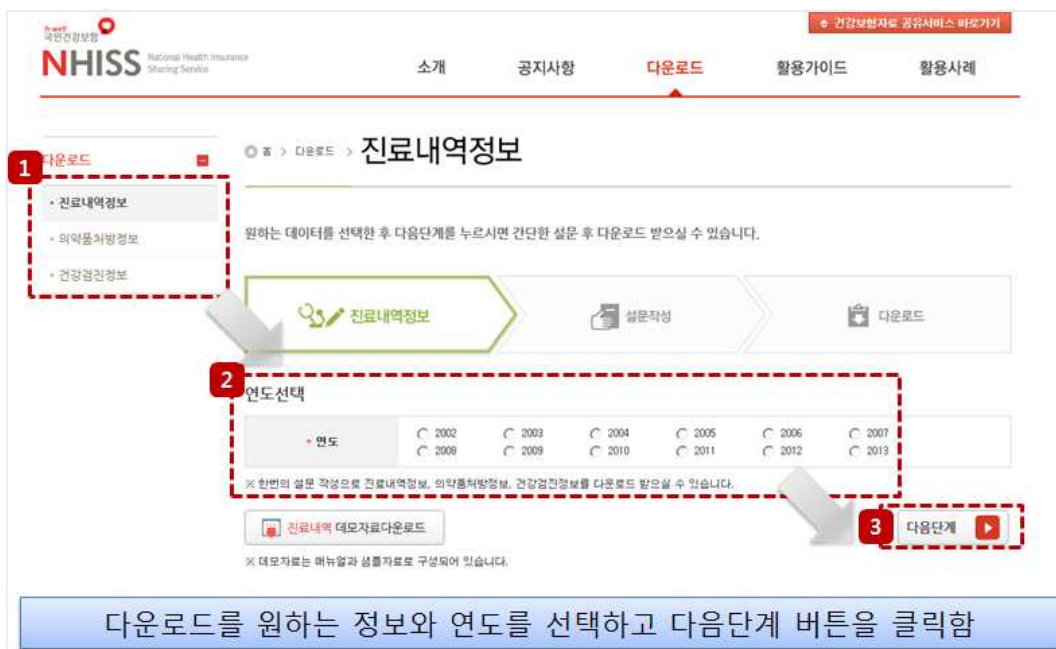 h·well
국민건강보험
NHISS National Health Insurance Sharing Service
건강보험자료 공유서비스 바로가기
소개 공지사항 다운로드 활용가이드 활용사례
1
다운로드
• 진료내역정보
• 의약품처방정보
• 건강검진정보
홈 > 다운로드 > 진료내역정보
원하는 데이터를 선택한 후 다음단계를 누르시면 간단한 설문 후 다운로드 받으실 수 있습니다.
진료내역정보 설문작성 다운로드
2
연도선택
• 연도
2002 2003 2004 2005 2006 2007
2008 2009 2010 2011 2012 2013
※ 한번의 설문 작성으로 진료내역정보, 의약품처방정보, 건강검진정보를 다운로드 받으실 수 있습니다.
진료내역 데모자료다운로드
3
다음단계
※ 데모자료는 매뉴얼과 샘플자료로 구성되어 있습니다.
다운로드를 원하는 정보와 연도를 선택하고 다음단계 버튼을 클릭함